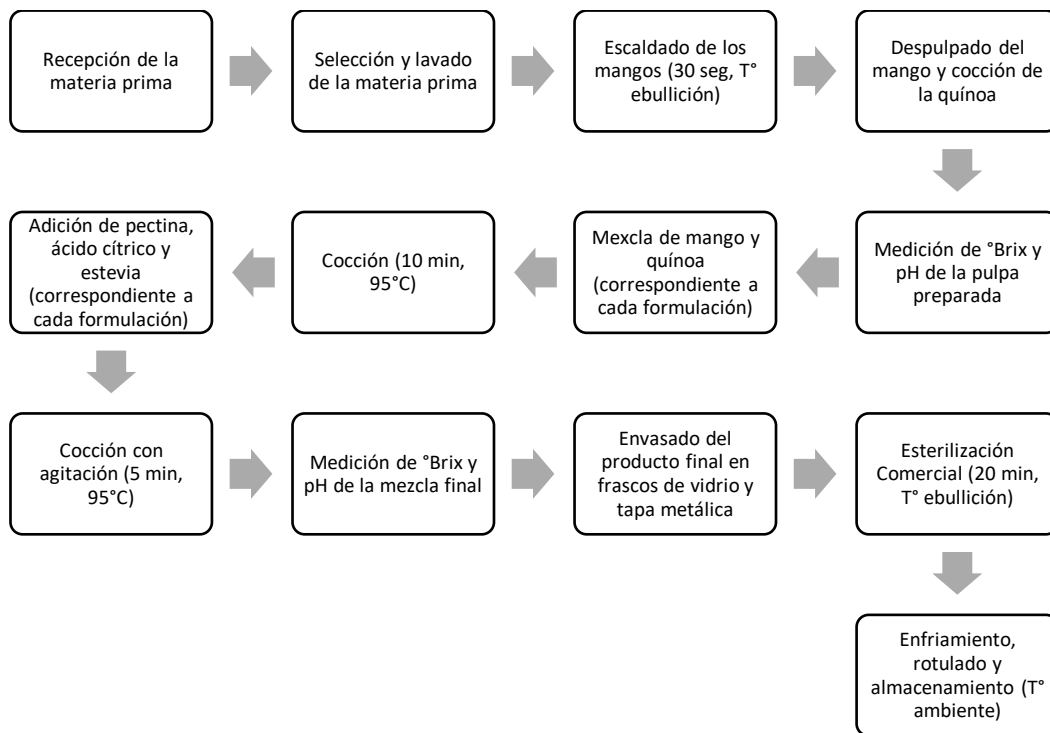 Recepción de la
materia prima
Selección y lavado
de la materia prima
Escaldado de los
mangos (30 seg, T°
ebullición)
Despulpado del
mango y cocción de
la quínoa
Medición de °Brix y
pH de la pulpa
preparada
Mexcla de mango y
quínoa
(correspondiente a
cada formulación)
Cocción (10 min,
95°C)
Adición de pectina,
ácido cítrico y
estevia
(correspondiente a
cada formulación)
Cocción con
agitación (5 min,
95°C)
Medición de °Brix y
pH de la mezcla final
Envasado del
producto final en
frascos de vidrio y
tapa metálica
Esterilización
Comercial (20 min,
T° ebullición)
Enfriamiento,
rotulado y
almacenamiento (T°
ambiente)